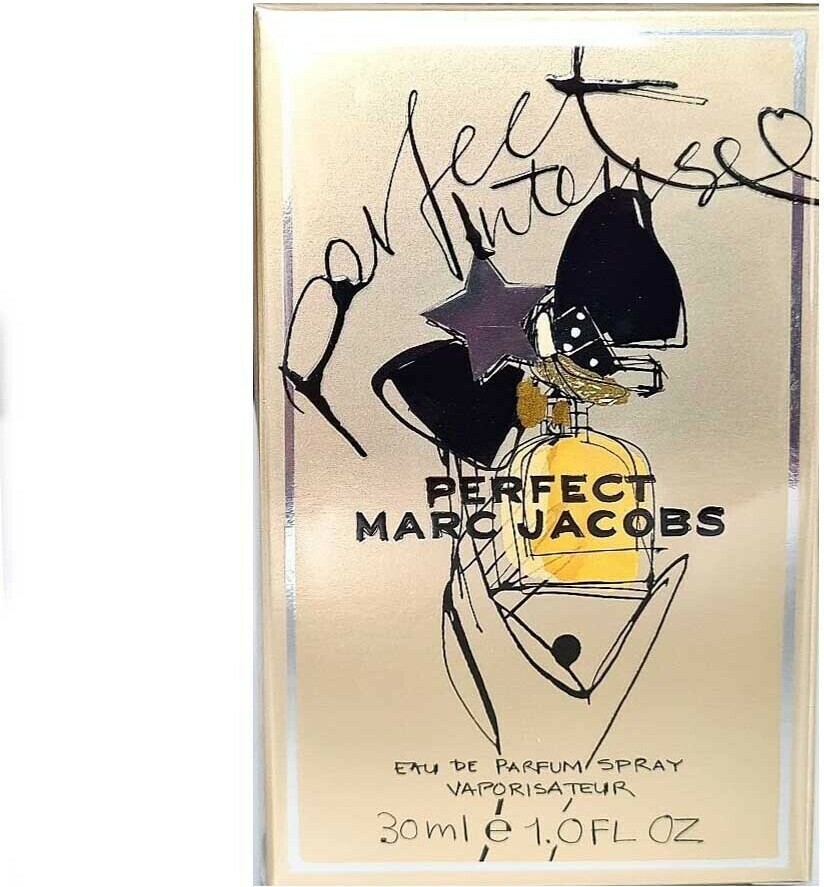 perfect
intense
PERFECT
MARC JACOBS
EAU DE PARFUM SPRAY
VAPORISATEUR
30ml e 1.0FL OZ